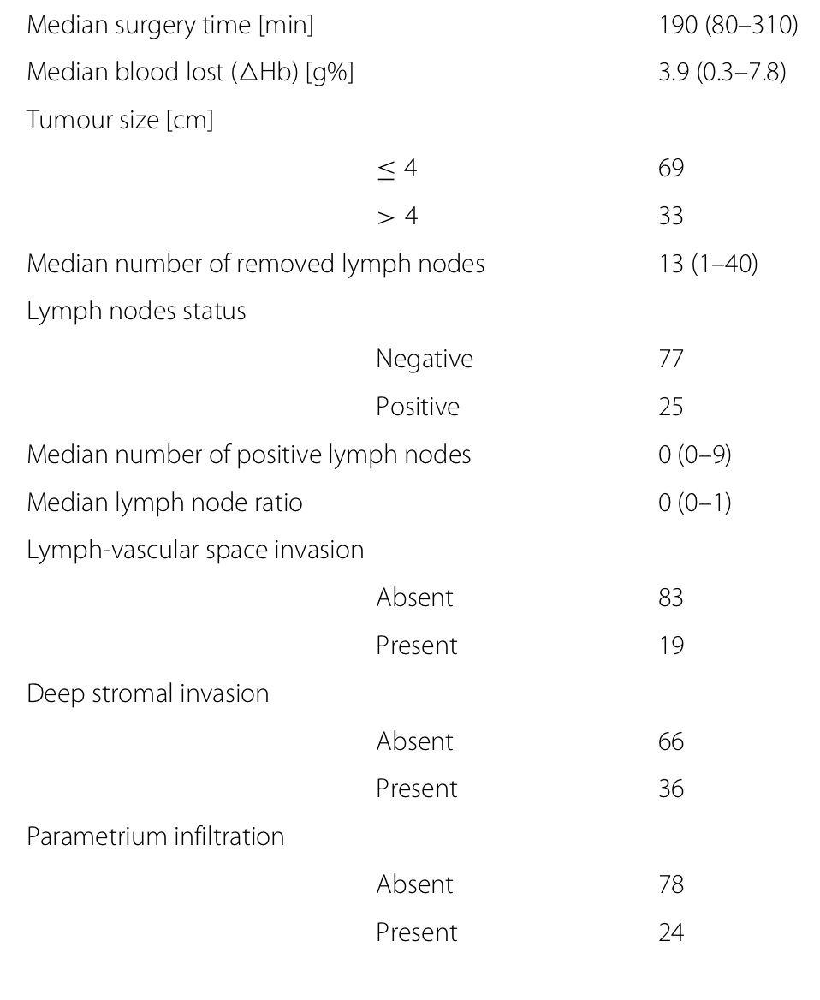 Median surgery time [min] 190 (80–310)
Median blood lost (△Hb) [g%] 3.9 (0.3–7.8)
Tumour size [cm]
≤ 4 69
> 4 33
Median number of removed lymph nodes 13 (1–40)
Lymph nodes status
Negative 77
Positive 25
Median number of positive lymph nodes 0 (0–9)
Median lymph node ratio 0 (0–1)
Lymph-vascular space invasion
Absent 83
Present 19
Deep stromal invasion
Absent 66
Present 36
Parametrium infiltration
Absent 78
Present 24